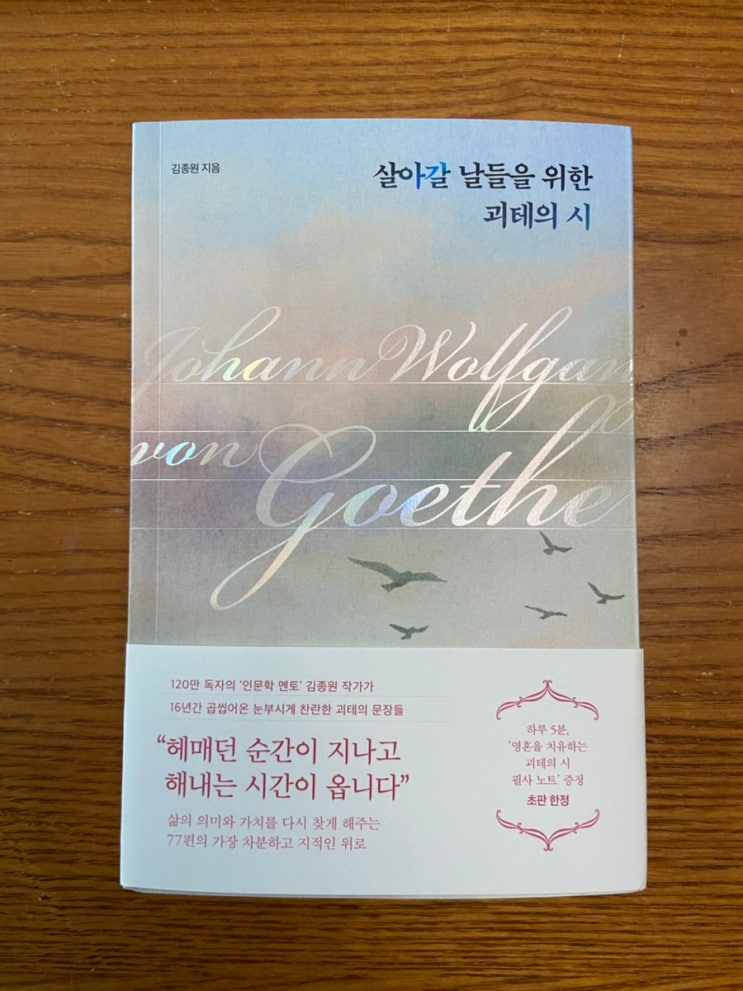 김종원 지음
살아갈 날들을 위한
괴테의 시
Johann Wolfgang
von Goethe
120만 독자의 '인문학 멘토' 김종원 작가가
16년간 곱씹어온 눈부시게 찬란한 괴테의 문장들
“헤매던 순간이 지나고
해내는 시간이 옵니다”
삶의 의미와 가치를 다시 찾게 해주는
77편의 가장 차분하고 지적인 위로
하루 5분,
'영혼을 치유하는
괴테의 시
필사 노트' 증정
초판 한정